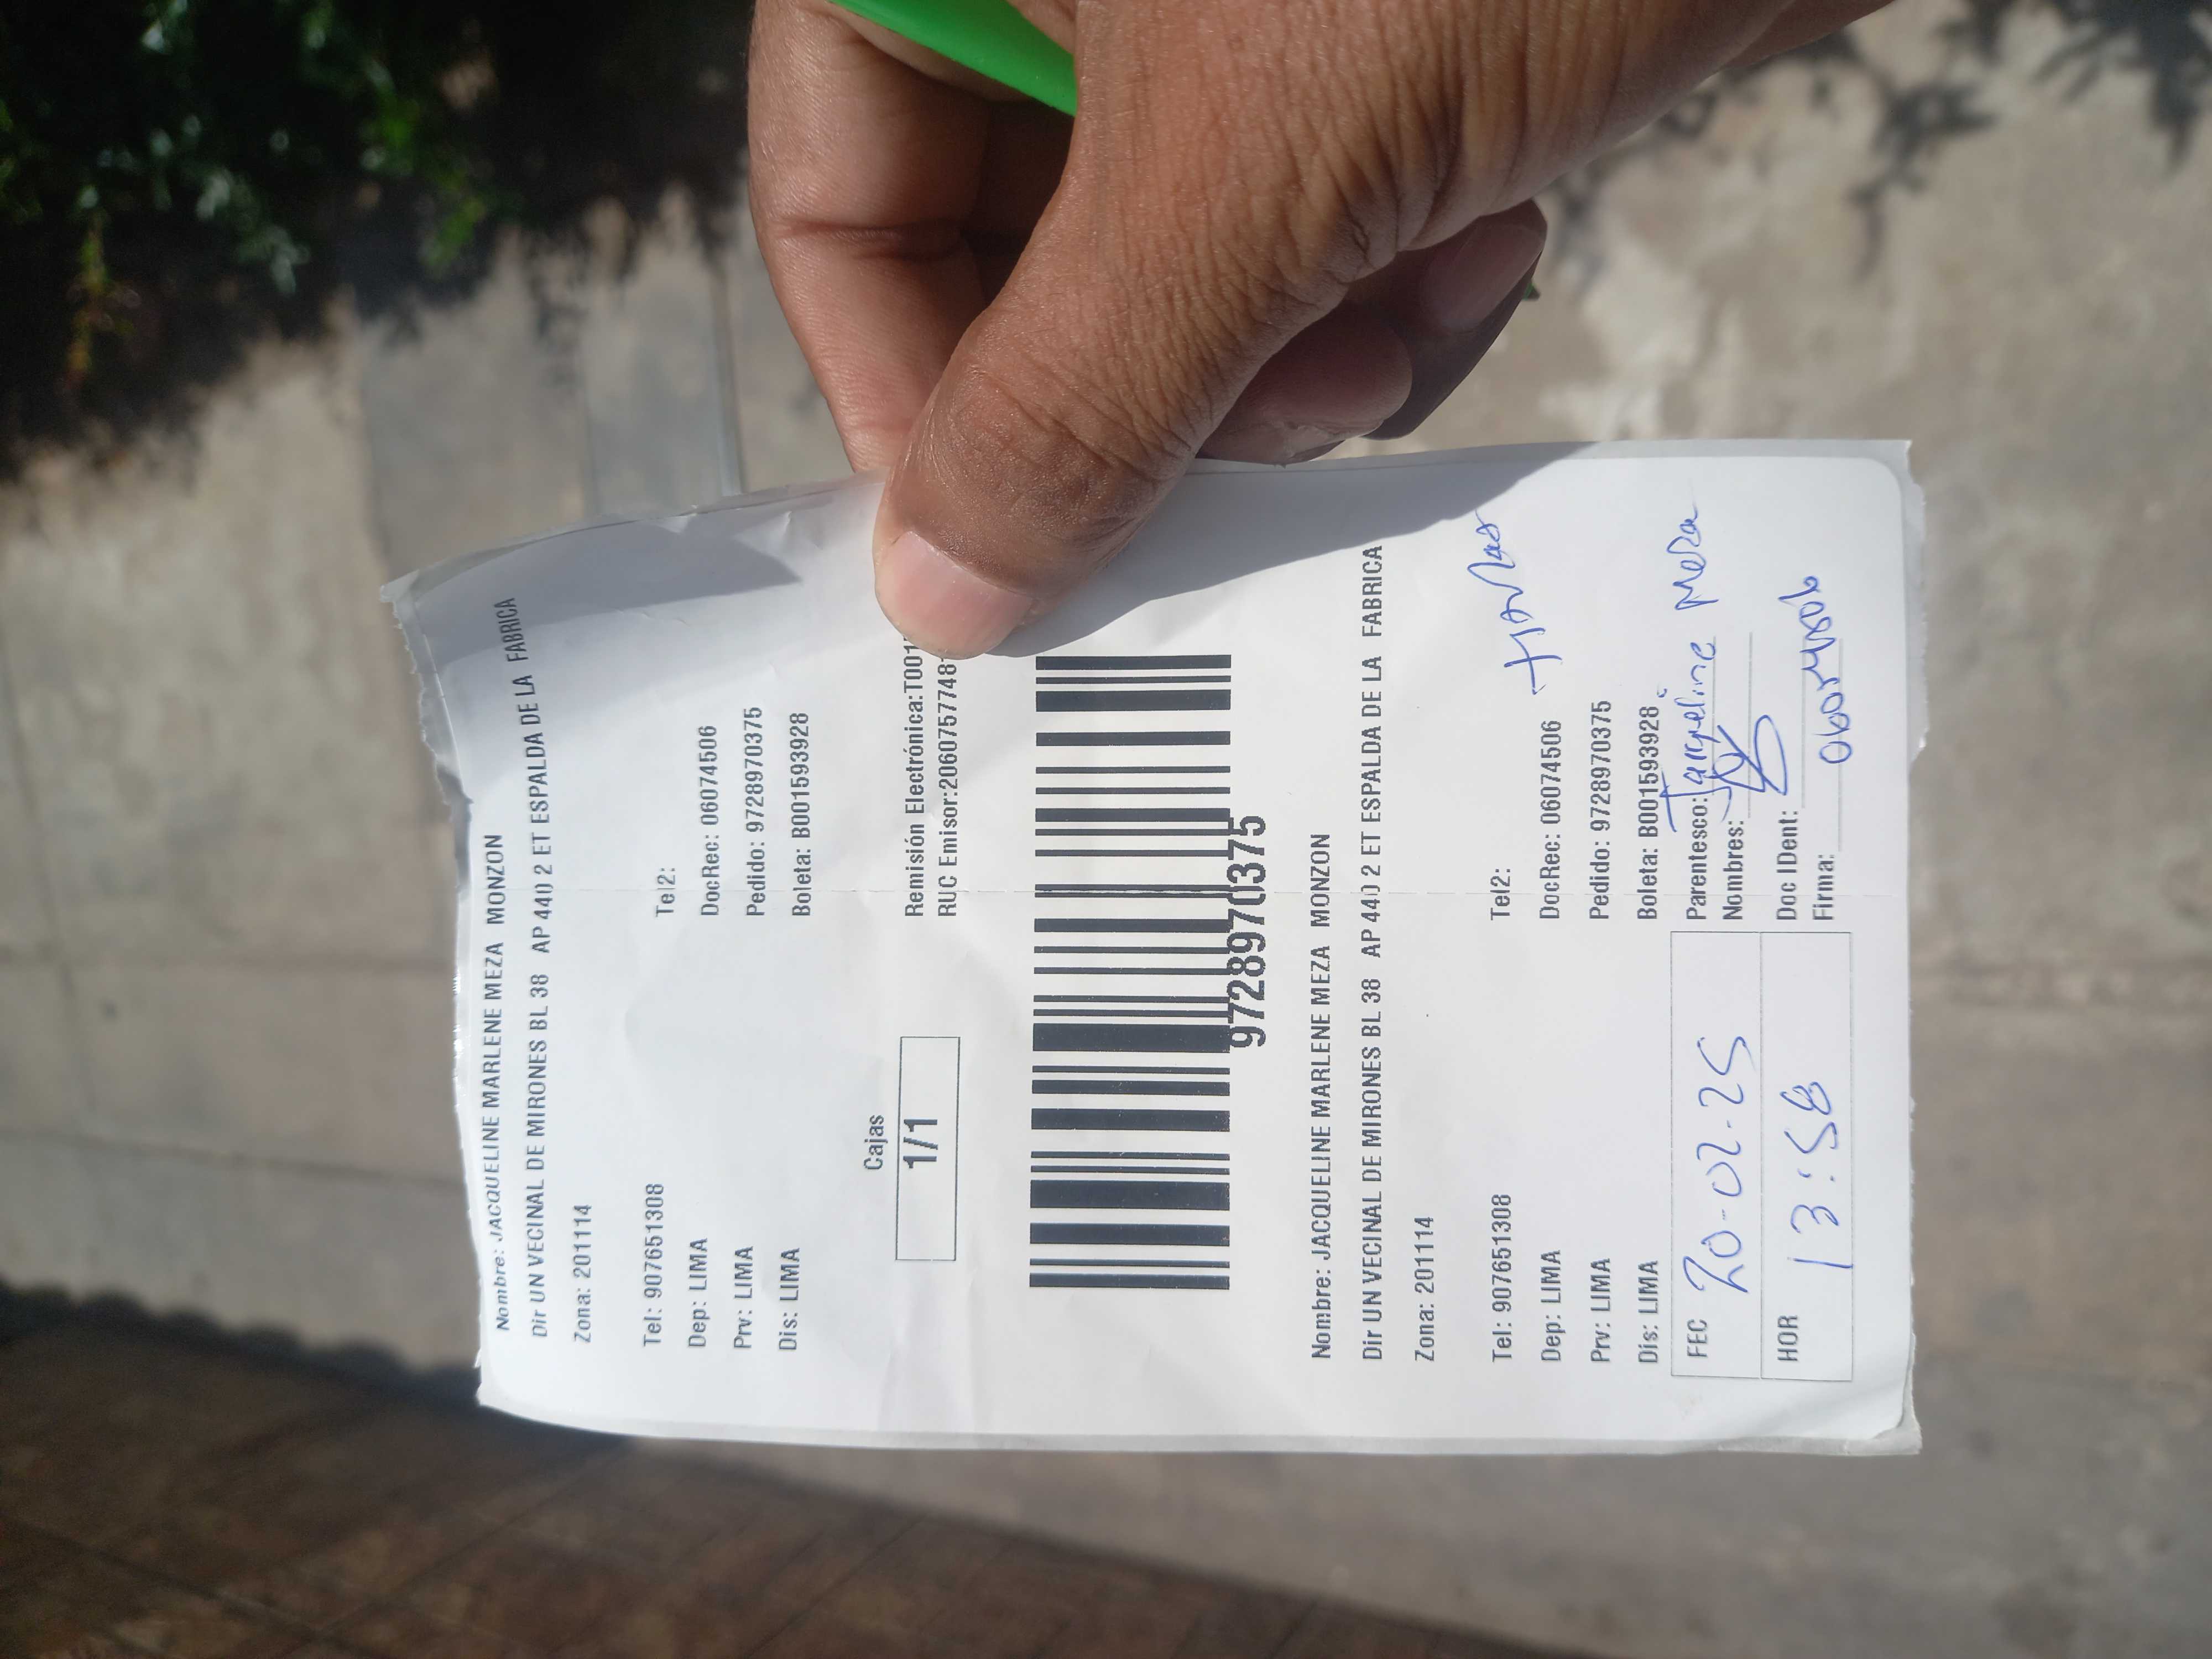 Nombre: JACQUELINE MARLENE MEZA MONZON
Dir UN VECINAL DE MIRONES BL 38 AP 440 2 ET ESPALDA DE LA FABRICA
Zona: 201114
Tel: 907651308 Tel2:
Dep: LIMA DocRec: 06074506
Prv: LIMA Pedido: 9728970375
Dis: LIMA Boleta: B001593928
Cajas
1/1
Remisión Electrónica:T001
RUC Emisor:2060757748
9728970375
Nombre: JACQUELINE MARLENE MEZA MONZON
Dir UN VECINAL DE MIRONES BL 38 AP 440 2 ET ESPALDA DE LA FABRICA
Zona: 201114
Tel: 907651308 Tel2:
Dep: LIMA DocRec: 06074506
Prv: LIMA Pedido: 9728970375
Dis: LIMA Boleta: B001593928
FEC 20-02-25
HOR 13:58
Parentesco: Jaqueline Meza
Nombres:
Doc IDent:
Firma: